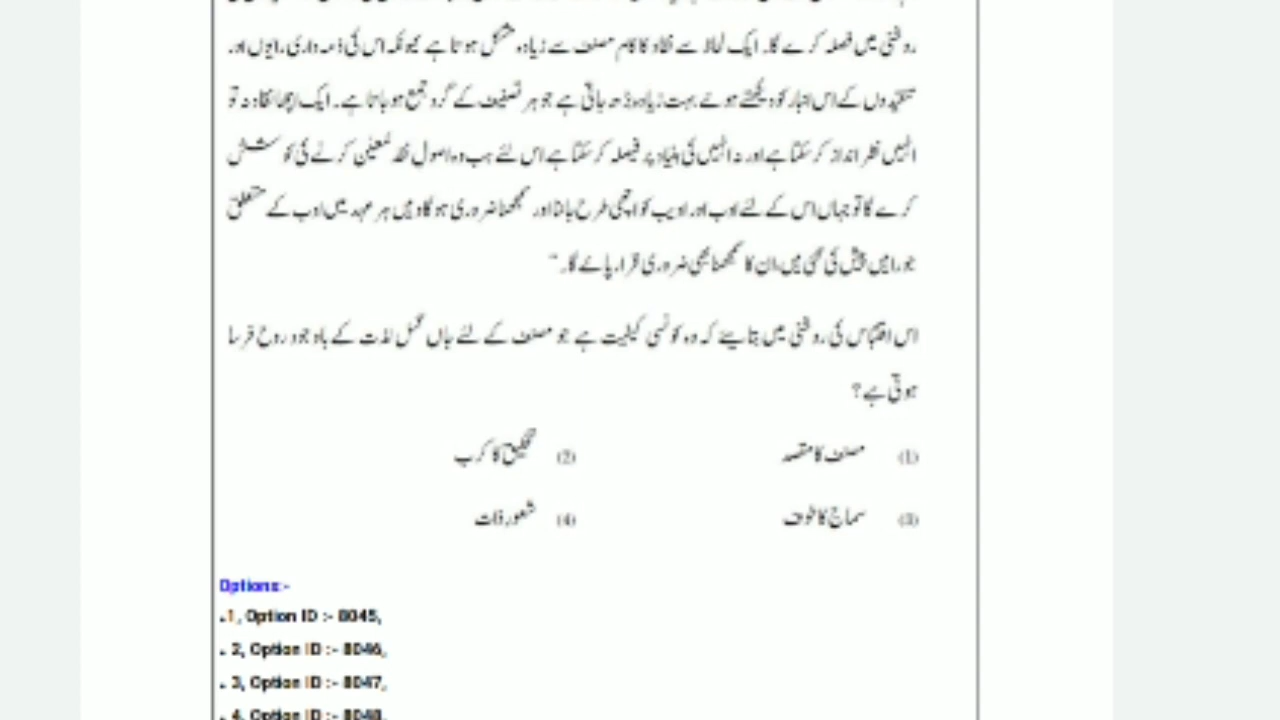 روشنی میں فیصلہ کرے گا۔ ایک لحاظ سے نقاد کا کام مصنف سے زیادہ مشکل ہوتا ہے کیونکہ اس کی ذمہ داری، رایوں اور
تنقیدوں کے اس انبار کو دیکھتے ہوئے بہت زیادہ بڑھ جاتی ہے جو ہر تصنیف کے گرد جمع ہو جاتا ہے۔ ایک اچھا نقاد نہ تو
انہیں نظر انداز کر سکتا ہے اور نہ انہیں کی بنیاد پر فیصلہ کر سکتا ہے اس لئے جب وہ اصول نقد متعین کرنے کی کوشش
کرے گا تو جہاں اس کے لئے ادب اور ادیب کو اچھی طرح جاننا اور سمجھنا ضروری ہوگا وہیں ہر عہد میں ادب کے متعلق
جو رائیں پیش کی گئی ہیں ان کا سمجھنا بھی ضروری قرار پائے گا۔"
اس اقتباس کی روشنی میں بتایئے کہ وہ کونسی کیفیت ہے جو مصنف کے لئے جاں گسل لذت کے باوجود روح فرسا
ہوتی ہے؟
(1) مصنف کا مقصد (2) تخلیق کا کرب
(3) سماج کا خوف (4) شعور ذات
Options:-
1, Option ID :- 8045,
2, Option ID :- 8046,
3, Option ID :- 8047,
4, Option ID :- 8048,